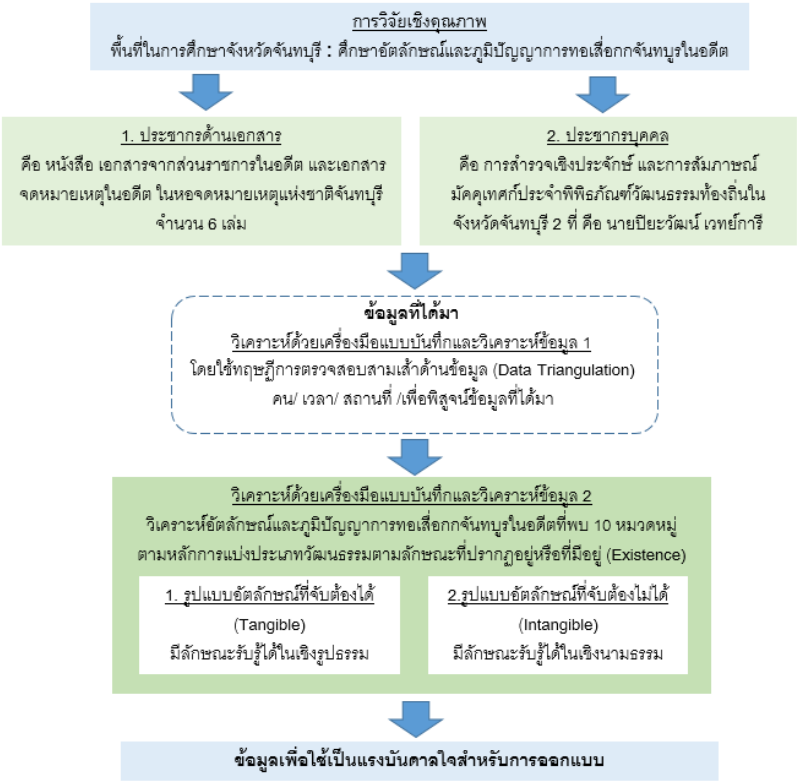 การวิจัยเชิงคุณภาพ
พื้นที่ในการศึกษาจังหวัดจันทบุรี : ศึกษาอัตลักษณ์และภูมิปัญญาการทอเสื่อกกจันทบูรในอดีต
1. ประชากรด้านเอกสาร
คือ หนังสือ เอกสารจากส่วนราชการในอดีต และเอกสาร
จดหมายเหตุในอดีต ในหอจดหมายเหตุแห่งชาติจันทบุรี
จำนวน 6 เล่ม
2. ประชากรบุคคล
คือ การสำรวจเชิงประจักษ์ และการสัมภาษณ์
มัคคุเทศก์ประจำพิพิธภัณฑ์วัฒนธรรมท้องถิ่นใน
จังหวัดจันทบุรี 2 ที่ คือ นายปิยะวัฒน์ เวทย์การี
ข้อมูลที่ได้มา
วิเคราะห์ด้วยเครื่องมือแบบบันทึกและวิเคราะห์ข้อมูล 1
โดยใช้ทฤษฎีการตรวจสอบสามเส้าด้านข้อมูล (Data Triangulation)
คน/ เวลา/ สถานที่ /เพื่อพิสูจน์ข้อมูลที่ได้มา
วิเคราะห์ด้วยเครื่องมือแบบบันทึกและวิเคราะห์ข้อมูล 2
วิเคราะห์อัตลักษณ์และภูมิปัญญาการทอเสื่อกกจันทบูรในอดีตที่พบ 10 หมวดหมู่
ตามหลักการแบ่งประเภทวัฒนธรรมตามลักษณะที่ปรากฏอยู่หรือที่มีอยู่ (Existence)
1. รูปแบบอัตลักษณ์ที่จับต้องได้
(Tangible)
มีลักษณะรับรู้ได้ในเชิงรูปธรรม
2.รูปแบบอัตลักษณ์ที่จับต้องไม่ได้
(Intangible)
มีลักษณะรับรู้ได้ในเชิงนามธรรม
ข้อมูลเพื่อใช้เป็นแรงบันดาลใจสำหรับการออกแบบ